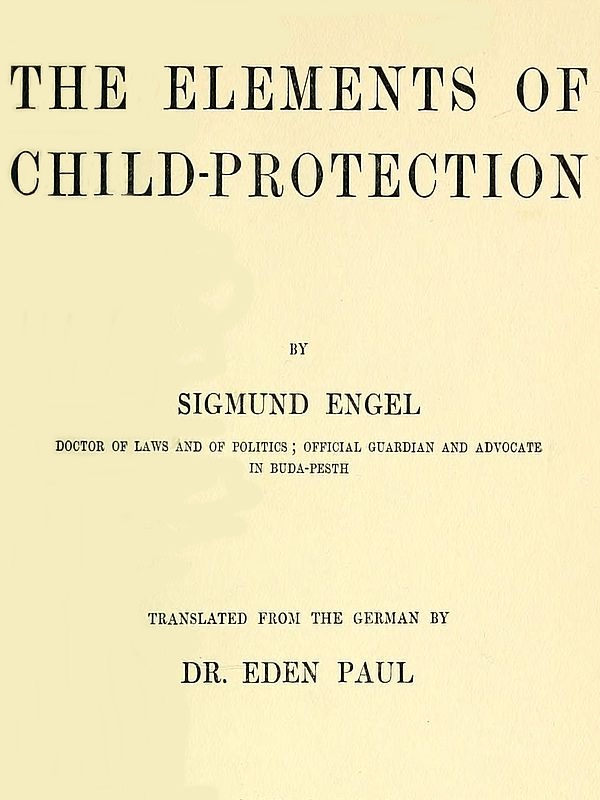 THE ELEMENTS OF
CHILD-PROTECTION
BY
SIGMUND ENGEL
DOCTOR OF LAWS AND OF POLITICS; OFFICIAL GUARDIAN AND ADVOCATE
IN BUDA-PESTH
TRANSLATED FROM THE GERMAN BY
DR. EDEN PAUL